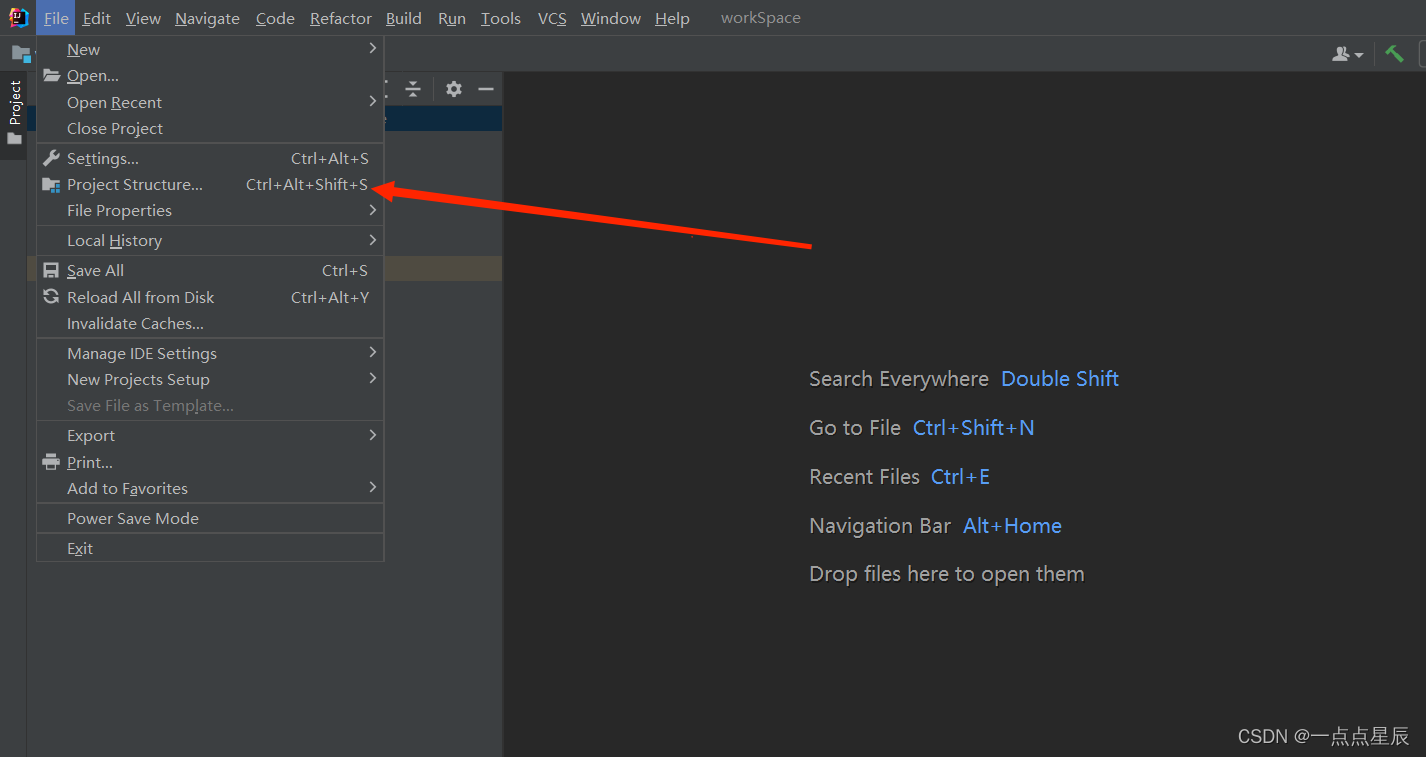 File Edit View Navigate Code Refactor Build Run Tools VCS Window Help workSpace
Project
New
Open...
Open Recent
Close Project
Settings... Ctrl+Alt+S
Project Structure... Ctrl+Alt+Shift+S
File Properties
Local History
Save All Ctrl+S
Reload All from Disk Ctrl+Alt+Y
Invalidate Caches...
Manage IDE Settings
New Projects Setup
Save File as Template...
Export
Print...
Add to Favorites
Power Save Mode
Exit
Search Everywhere Double Shift
Go to File Ctrl+Shift+N
Recent Files Ctrl+E
Navigation Bar Alt+Home
Drop files here to open them
CSDN @一点点星辰